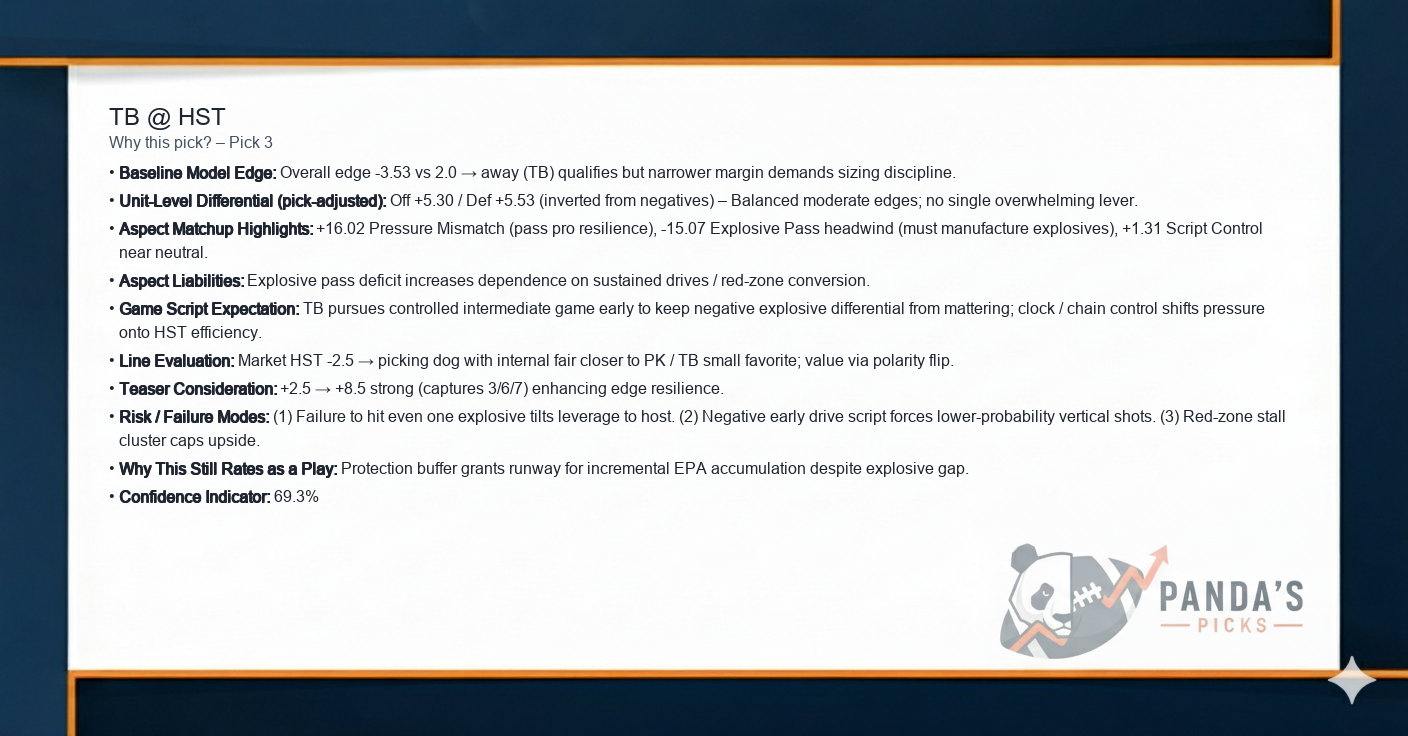 TB @ HST
Why this pick? – Pick 3
• Baseline Model Edge: Overall edge -3.53 vs 2.0 → away (TB) qualifies but narrower margin demands sizing discipline.
• Unit-Level Differential (pick-adjusted): Off +5.30 / Def +5.53 (inverted from negatives) – Balanced moderate edges; no single overwhelming lever.
• Aspect Matchup Highlights: +16.02 Pressure Mismatch (pass pro resilience), -15.07 Explosive Pass headwind (must manufacture explosives), +1.31 Script Control
near neutral.
• Aspect Liabilities: Explosive pass deficit increases dependence on sustained drives / red-zone conversion.
• Game Script Expectation: TB pursues controlled intermediate game early to keep negative explosive differential from mattering; clock / chain control shifts pressure
onto HST efficiency.
• Line Evaluation: Market HST -2.5 → picking dog with internal fair closer to PK / TB small favorite; value via polarity flip.
• Teaser Consideration: +2.5 → +8.5 strong (captures 3/6/7) enhancing edge resilience.
• Risk / Failure Modes: (1) Failure to hit even one explosive tilts leverage to host. (2) Negative early drive script forces lower-probability vertical shots. (3) Red-zone stall
cluster caps upside.
• Why This Still Rates as a Play: Protection buffer grants runway for incremental EPA accumulation despite explosive gap.
• Confidence Indicator: 69.3%
PANDA'S
PICKS